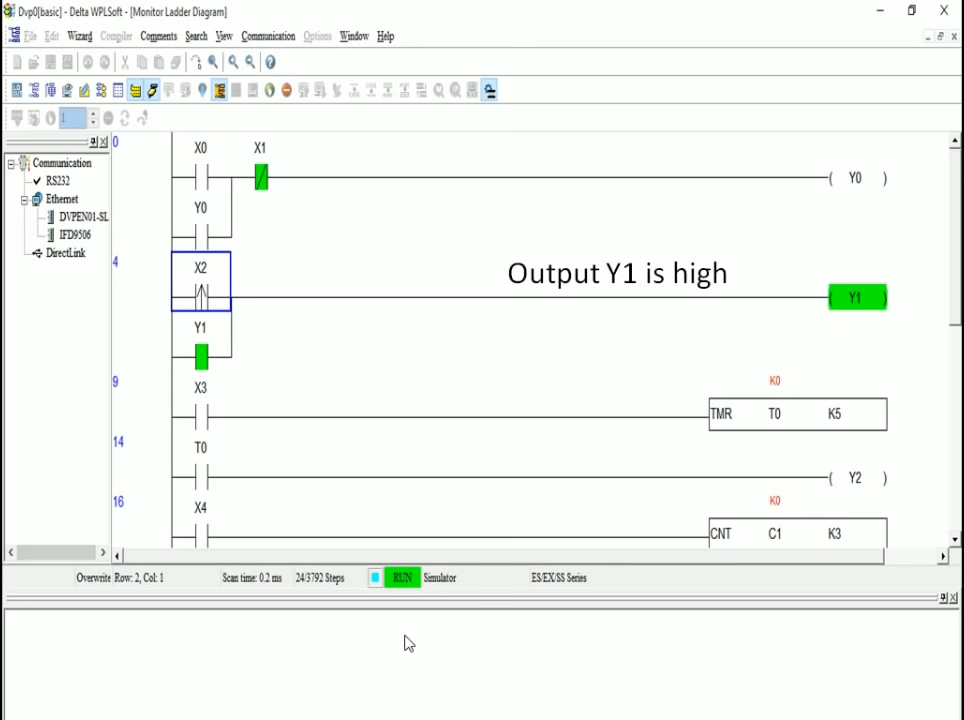 Dvp0[basic] - Delta WPLSoft - [Monitor Ladder Diagram]
File Edit Wizard Compiler Comments Search View Communication Options Window Help
1
Communication
RS232
Ethernet
DVPEN01-SL
IFD9506
DirectLink
0
X0 X1
Y0
Y0
4
X2
Output Y1 is high
Y1
Y1
9
X3
K0
TMR T0 K5
14
T0
Y2
16
X4
K0
CNT C1 K3
Overwrite Row: 2, Col: 1 Scan time: 0.2 ms 24/3792 Steps RUN Simulator ES/EX/SS Series